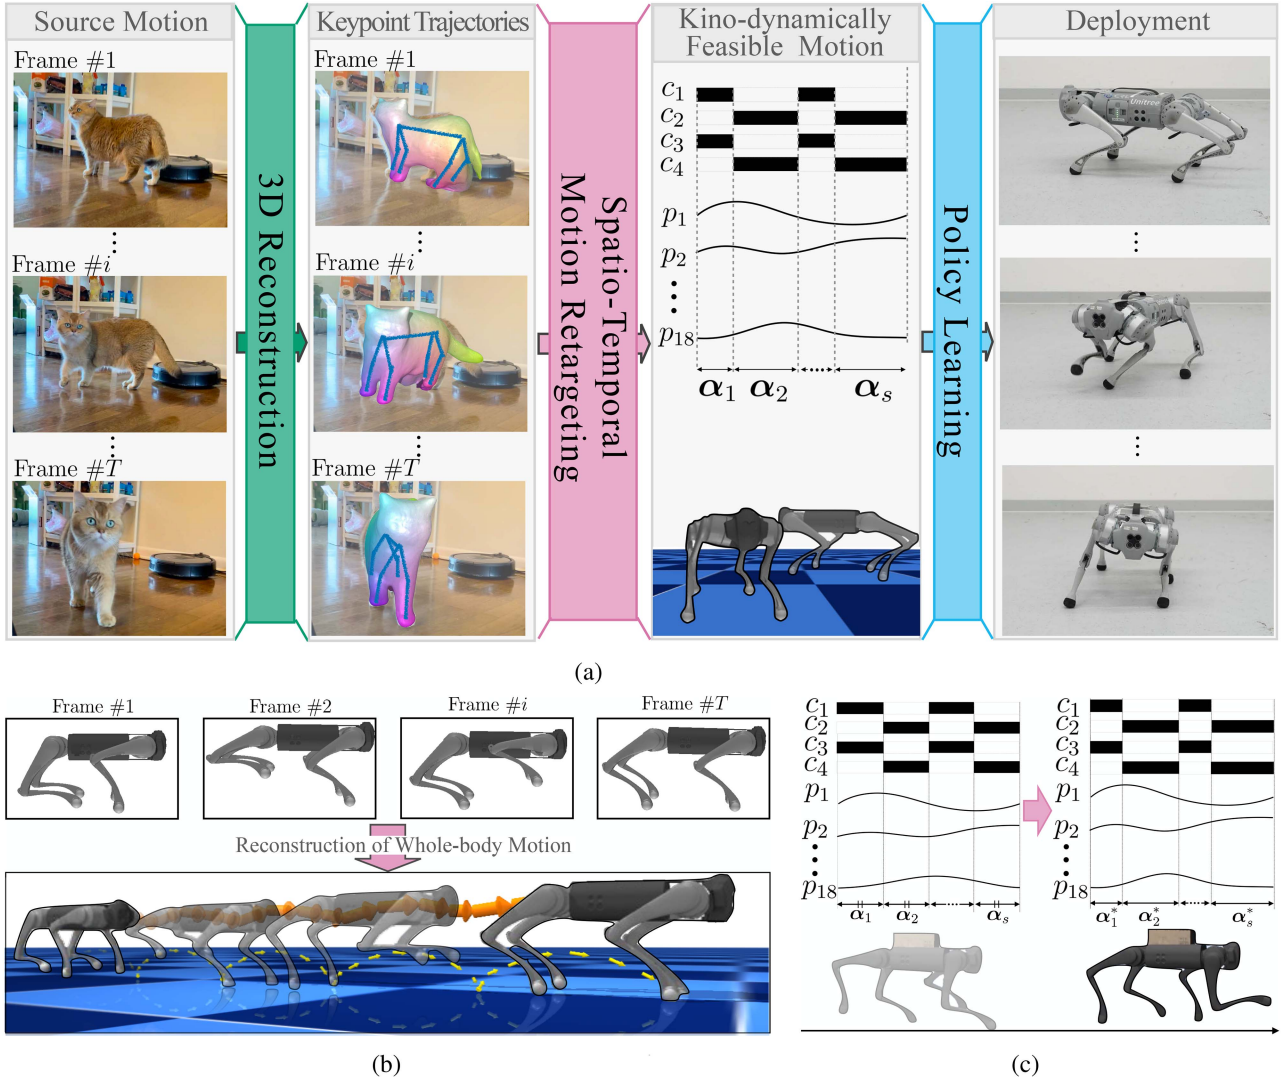 Source Motion
Keypoint Trajectories
Kino-dynamically
Feasible Motion
Deployment
Frame #1
Frame #i
Frame #T
3D Reconstruction
Frame #1
Frame #i
Frame #T
Spatio-Temporal
Motion Retargeting
c1
c2
c3
c4
p1
p2
p18
α1 α2 αs
Policy Learning
Unitree
(a)
Frame #1
Frame #2
Frame #i
Frame #T
Reconstruction of Whole-body Motion
(b)
c1
c2
c3
c4
p1
p2
p18
α1 α2 αs
c1
c2
c3
c4
p1
p2
p18
α1* α2* αs*
(c)